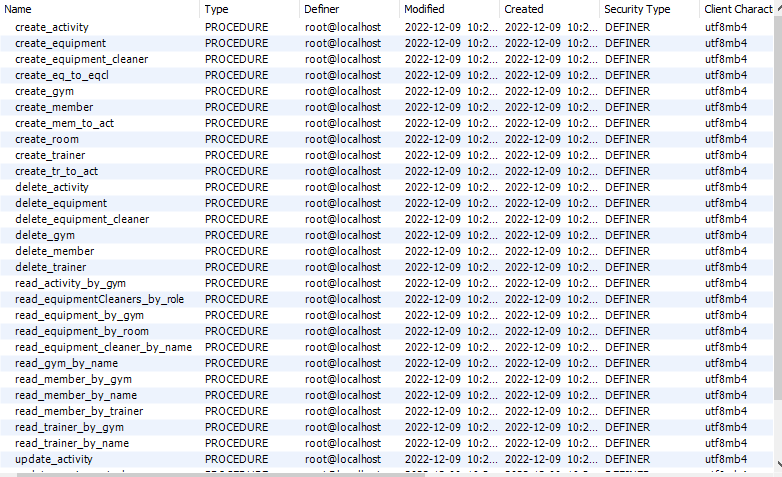 Name Type Definer Modified Created Security Type Client Charact
create_activity PROCEDURE root@localhost 2022-12-09 10:2... 2022-12-09 10:2... DEFINER utf8mb4
create_equipment PROCEDURE root@localhost 2022-12-09 10:2... 2022-12-09 10:2... DEFINER utf8mb4
create_equipment_cleaner PROCEDURE root@localhost 2022-12-09 10:2... 2022-12-09 10:2... DEFINER utf8mb4
create_eq_to_eqcl PROCEDURE root@localhost 2022-12-09 10:2... 2022-12-09 10:2... DEFINER utf8mb4
create_gym PROCEDURE root@localhost 2022-12-09 10:2... 2022-12-09 10:2... DEFINER utf8mb4
create_member PROCEDURE root@localhost 2022-12-09 10:2... 2022-12-09 10:2... DEFINER utf8mb4
create_mem_to_act PROCEDURE root@localhost 2022-12-09 10:2... 2022-12-09 10:2... DEFINER utf8mb4
create_room PROCEDURE root@localhost 2022-12-09 10:2... 2022-12-09 10:2... DEFINER utf8mb4
create_trainer PROCEDURE root@localhost 2022-12-09 10:2... 2022-12-09 10:2... DEFINER utf8mb4
create_tr_to_act PROCEDURE root@localhost 2022-12-09 10:2... 2022-12-09 10:2... DEFINER utf8mb4
delete_activity PROCEDURE root@localhost 2022-12-09 10:2... 2022-12-09 10:2... DEFINER utf8mb4
delete_equipment PROCEDURE root@localhost 2022-12-09 10:2... 2022-12-09 10:2... DEFINER utf8mb4
delete_equipment_cleaner PROCEDURE root@localhost 2022-12-09 10:2... 2022-12-09 10:2... DEFINER utf8mb4
delete_gym PROCEDURE root@localhost 2022-12-09 10:2... 2022-12-09 10:2... DEFINER utf8mb4
delete_member PROCEDURE root@localhost 2022-12-09 10:2... 2022-12-09 10:2... DEFINER utf8mb4
delete_trainer PROCEDURE root@localhost 2022-12-09 10:2... 2022-12-09 10:2... DEFINER utf8mb4
read_activity_by_gym PROCEDURE root@localhost 2022-12-09 10:2... 2022-12-09 10:2... DEFINER utf8mb4
read_equipmentCleaners_by_role PROCEDURE root@localhost 2022-12-09 10:2... 2022-12-09 10:2... DEFINER utf8mb4
read_equipment_by_gym PROCEDURE root@localhost 2022-12-09 10:2... 2022-12-09 10:2... DEFINER utf8mb4
read_equipment_by_room PROCEDURE root@localhost 2022-12-09 10:2... 2022-12-09 10:2... DEFINER utf8mb4
read_equipment_cleaner_by_name PROCEDURE root@localhost 2022-12-09 10:2... 2022-12-09 10:2... DEFINER utf8mb4
read_gym_by_name PROCEDURE root@localhost 2022-12-09 10:2... 2022-12-09 10:2... DEFINER utf8mb4
read_member_by_gym PROCEDURE root@localhost 2022-12-09 10:2... 2022-12-09 10:2... DEFINER utf8mb4
read_member_by_name PROCEDURE root@localhost 2022-12-09 10:2... 2022-12-09 10:2... DEFINER utf8mb4
read_member_by_trainer PROCEDURE root@localhost 2022-12-09 10:2... 2022-12-09 10:2... DEFINER utf8mb4
read_trainer_by_gym PROCEDURE root@localhost 2022-12-09 10:2... 2022-12-09 10:2... DEFINER utf8mb4
read_trainer_by_name PROCEDURE root@localhost 2022-12-09 10:2... 2022-12-09 10:2... DEFINER utf8mb4
update_activity PROCEDURE root@localhost 2022-12-09 10:2... 2022-12-09 10:2... DEFINER utf8mb4